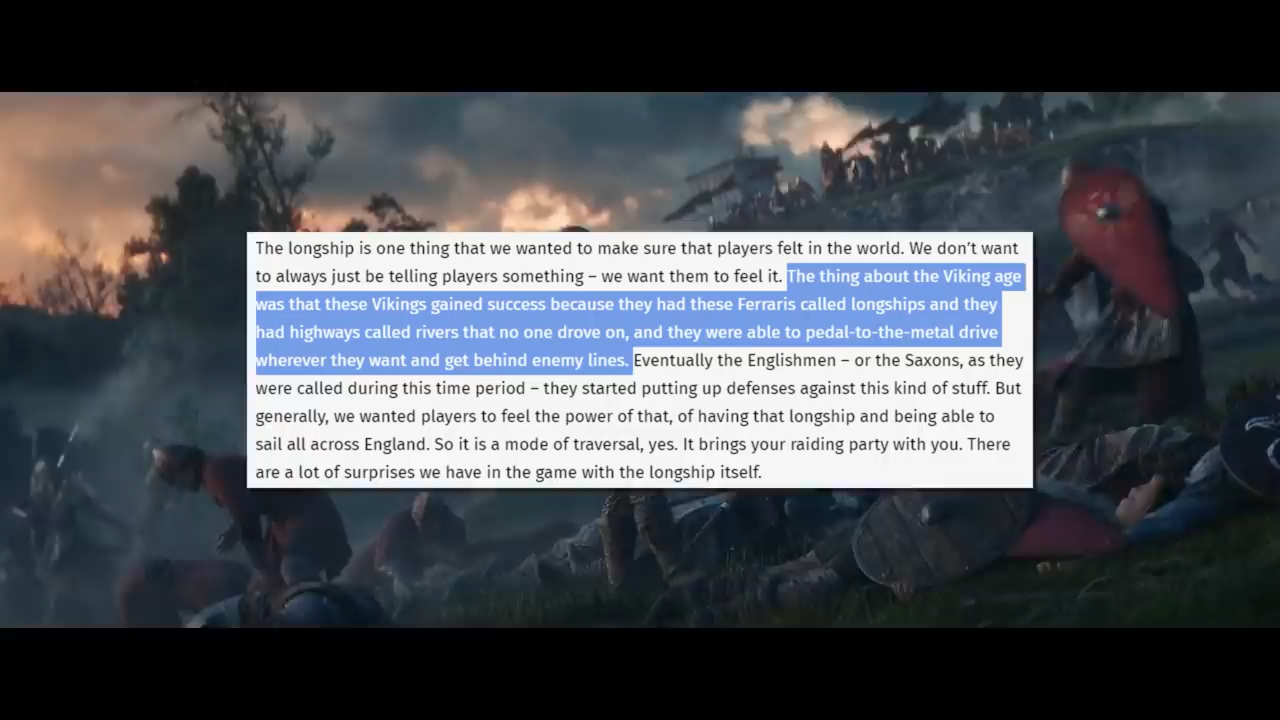 The longship is one thing that we wanted to make sure that players felt in the world. We don’t want
to always just be telling players something – we want them to feel it. The thing about the Viking age
was that these Vikings gained success because they had these Ferraris called longships and they
had highways called rivers that no one drove on, and they were able to pedal-to-the-metal drive
wherever they want and get behind enemy lines. Eventually the Englishmen – or the Saxons, as they
were called during this time period – they started putting up defenses against this kind of stuff. But
generally, we wanted players to feel the power of that, of having that longship and being able to
sail all across England. So it is a mode of traversal, yes. It brings your raiding party with you. There
are a lot of surprises we have in the game with the longship itself.